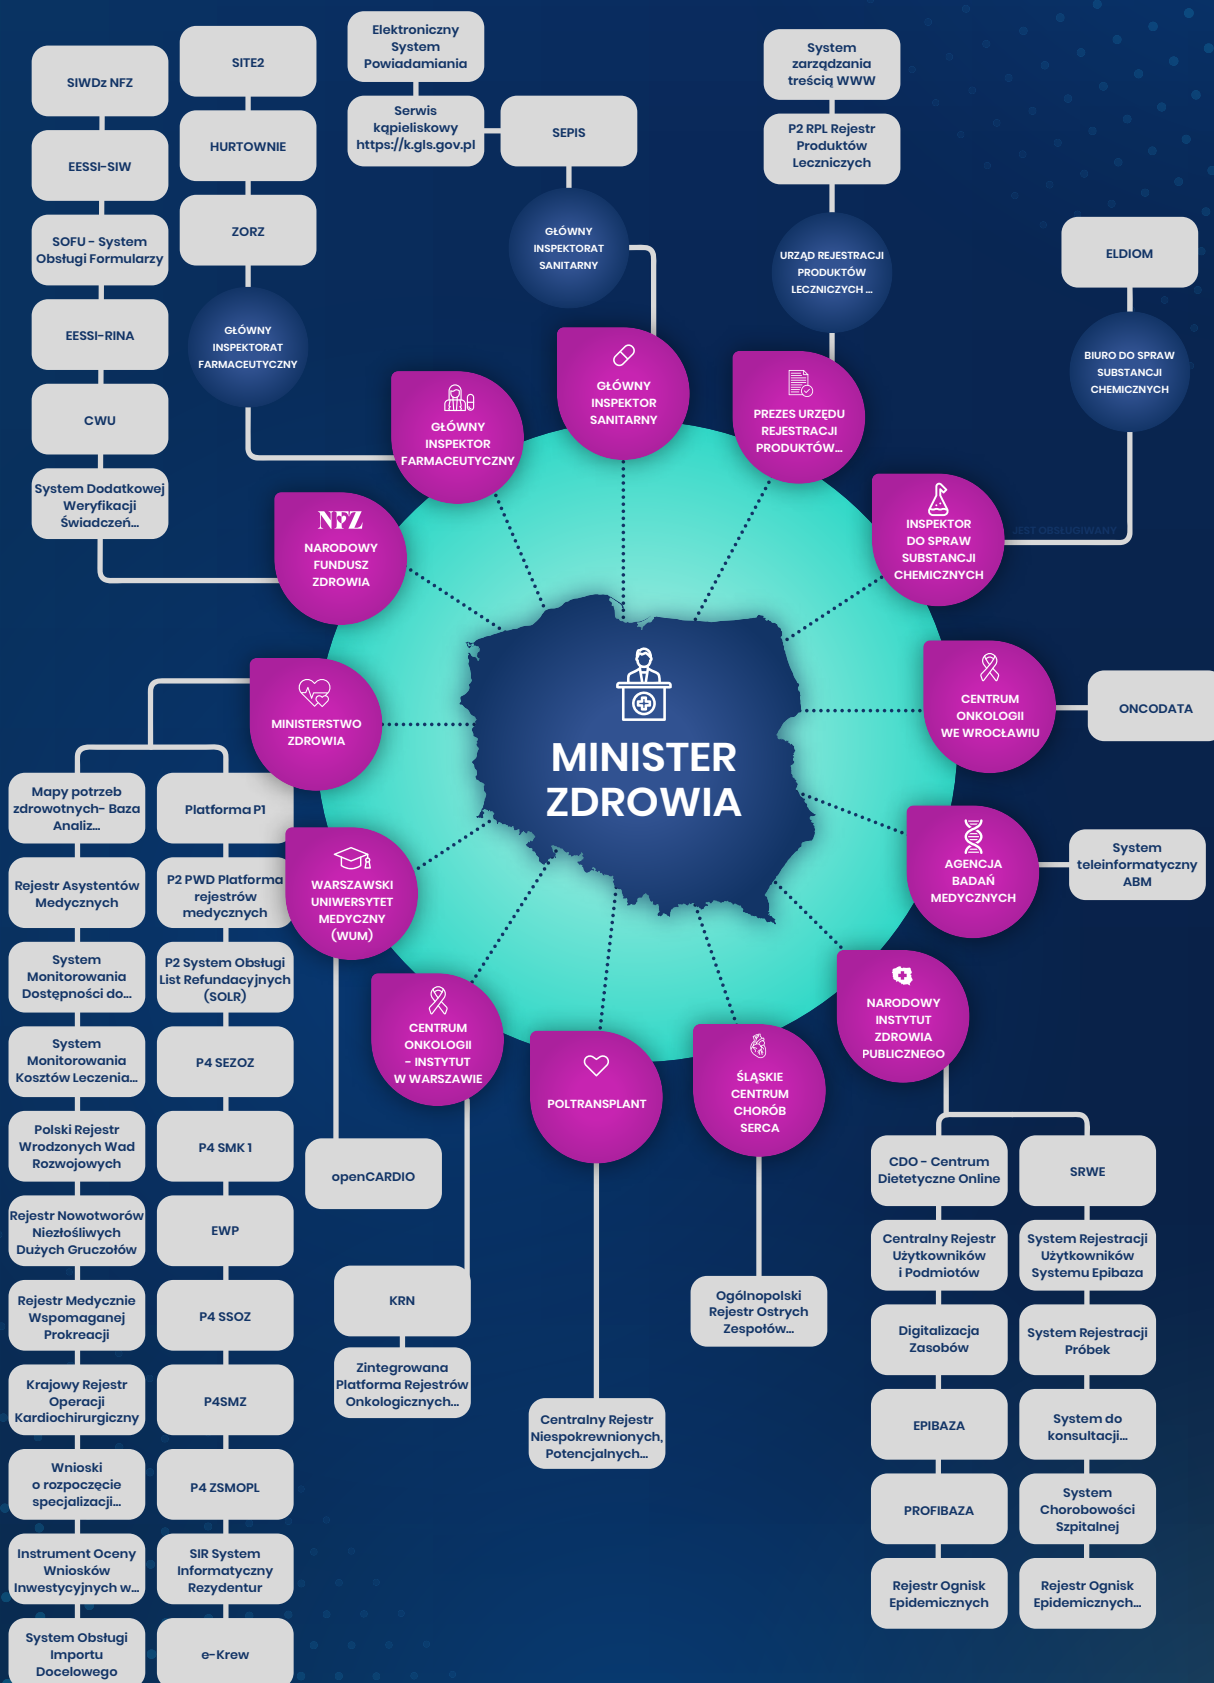 SIWDz NFZ
EESSI-SIW
SOFU - System
Obsługi Formularzy
EESSI-RINA
CWU
System Dodatkowej
Weryfikacji
Świadczeń...
SITE2
HURTOWNIE
ZORZ
GŁÓWNY
INSPEKTORAT
FARMACEUTYCZNY
Elektroniczny
System
Powiadamiania
Serwis
kąpieliskowy
https://k.gls.gov.pl
SEPIS
GŁÓWNY
INSPEKTORAT
SANITARNY
System
zarządzania
treścią WWW
P2 RPL Rejestr
Produktów
Leczniczych
URZĄD REJESTRACJI
PRODUKTÓW
LECZNICZYCH ...
ELDIOM
BIURO DO SPRAW
SUBSTANCJI
CHEMICZNYCH
JEST OBSŁUGIWANY
GŁÓWNY
INSPEKTOR
SANITARNY
GŁÓWNY
INSPEKTOR
FARMACEUTYCZNY
PREZES URZĘDU
REJESTRACJI
PRODUKTÓW...
NFZ
NARODOWY
FUNDUSZ
ZDROWIA
INSPEKTOR
DO SPRAW
SUBSTANCJI
CHEMICZNYCH
MINISTERSTWO
ZDROWIA
MINISTER
ZDROWIA
CENTRUM
ONKOLOGII
WE WROCŁAWIU
ONCODATA
AGENCJA
BADAŃ
MEDYCZNYCH
System
teleinformatyczny
ABM
WARSZAWSKI
UNIWERSYTET
MEDYCZNY
(WUM)
CENTRUM
ONKOLOGII
- INSTYTUT
W WARSZAWIE
POLTRANSPLANT
ŚLĄSKIE
CENTRUM
CHORÓB
SERCA
NARODOWY
INSTYTUT
ZDROWIA
PUBLICZNEGO
Mapy potrzeb
zdrowotnych- Baza
Analiz...
Rejestr Asystentów
Medycznych
System
Monitorowania
Dostępności do...
System
Monitorowania
Kosztów Leczenia...
Polski Rejestr
Wrodzonych Wad
Rozwojowych
Rejestr Nowotworów
Niezłośliwych
Dużych Gruczołów
Rejestr Medycznie
Wspomaganej
Prokreacji
Krajowy Rejestr
Operacji
Kardiochirurgiczny
Wnioski
o rozpoczęcie
specjalizacji...
Instrument Oceny
Wniosków
Inwestycyjnych w...
System Obsługi
Importu
Docelowego
Platforma P1
P2 PWD Platforma
rejestrów
medycznych
P2 System Obsługi
List Refundacyjnych
(SOLR)
P4 SEZOZ
P4 SMK 1
EWP
P4 SSOZ
P4SMZ
P4 ZSMOPL
SIR System
Informatyczny
Rezydentur
e-Krew
openCARDIO
KRN
Zintegrowana
Platforma Rejestrów
Onkologicznych...
Centralny Rejestr
Niespokrewnionych,
Potencjalnych...
Ogólnopolski
Rejestr Ostrych
Zespołów...
CDO - Centrum
Dietetyczne Online
Centralny Rejestr
Użytkowników
i Podmiotów
Digitalizacja
Zasobów
EPIBAZA
PROFIBAZA
Rejestr Ognisk
Epidemicznych
SRWE
System Rejestracji
Użytkowników
Systemu Epibaza
System Rejestracji
Próbek
System do
konsultacji...
System
Chorobowości
Szpitalnej
Rejestr Ognisk
Epidemicznych...